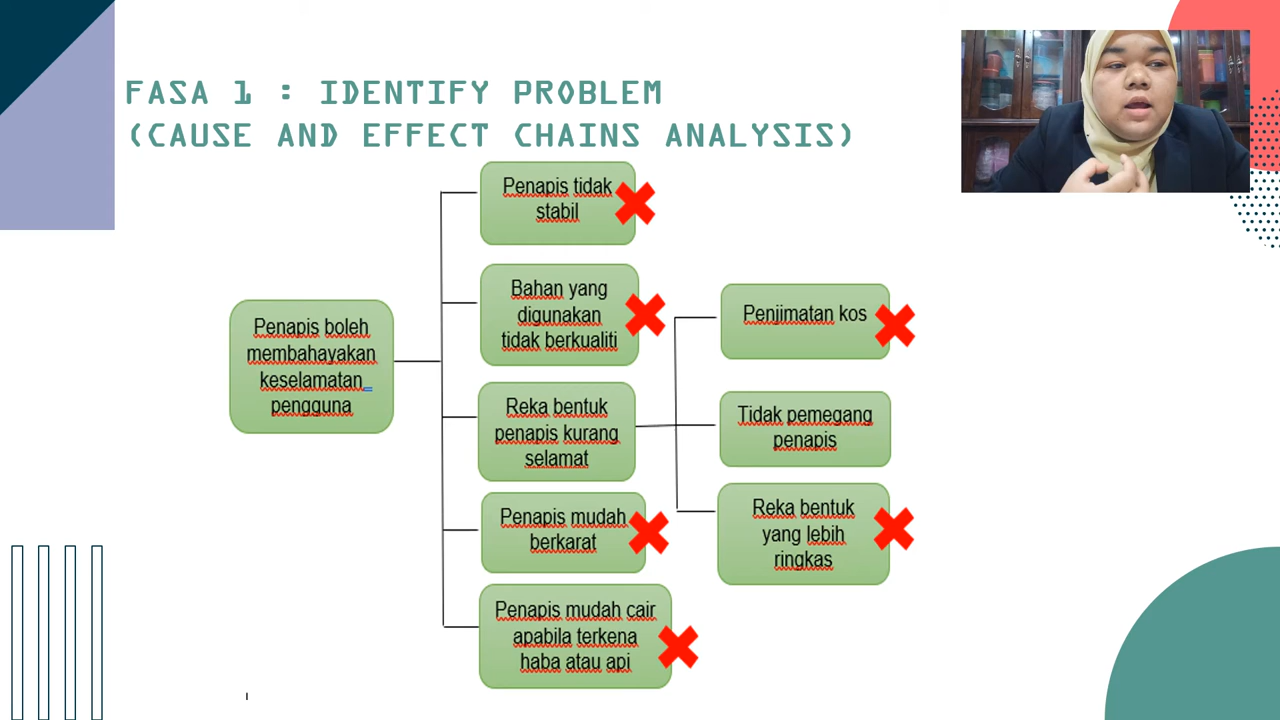 FASA 1 : IDENTIFY PROBLEM
(CAUSE AND EFFECT CHAINS ANALYSIS)
Penapis boleh
membahayakan
keselamatan
pengguna
Penapis tidak
stabil
Bahan yang
digunakan
tidak berkualiti
Reka bentuk
penapis kurang
selamat
Penapis mudah
berkarat
Penapis mudah cair
apabila terkena
haba atau api
Penjimatan kos
Tidak pemegang
penapis
Reka bentuk
yang lebih
ringkas